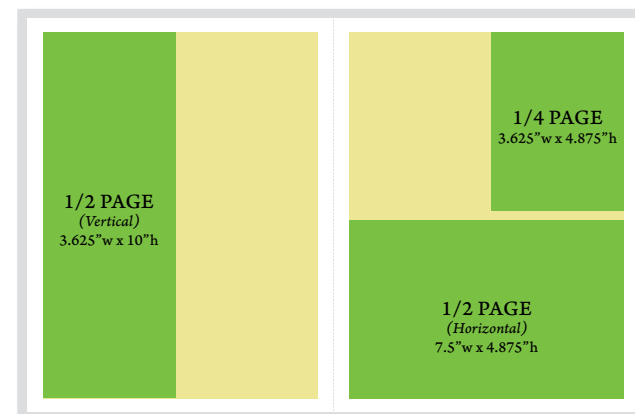 1/2 PAGE
(Vertical)
3.625”w x 10”h
1/4 PAGE
3.625”w x 4.875”h
1/2 PAGE
(Horizontal)
7.5”w x 4.875”h